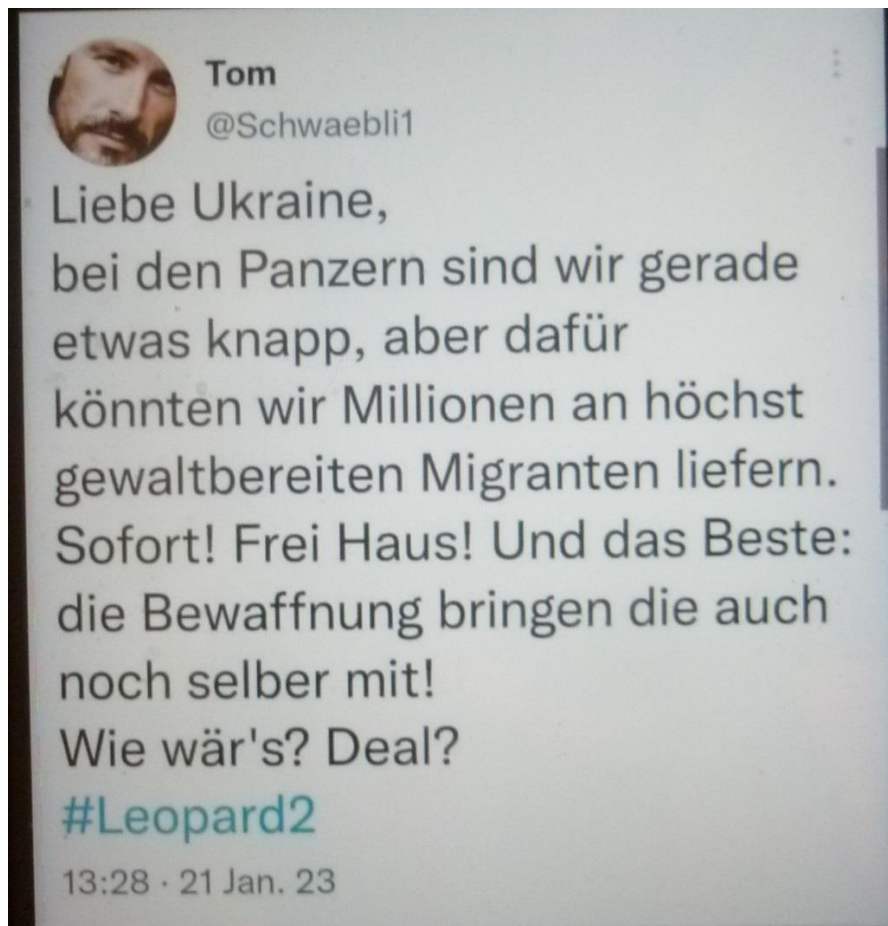 Tom
@Schwaebli1
Liebe Ukraine,
bei den Panzern sind wir gerade
etwas knapp, aber dafür
könnten wir Millionen an höchst
gewaltbereiten Migranten liefern.
Sofort! Frei Haus! Und das Beste:
die Bewaffnung bringen die auch
noch selber mit!
Wie wär's? Deal?
#Leopard2
13:28 · 21 Jan. 23